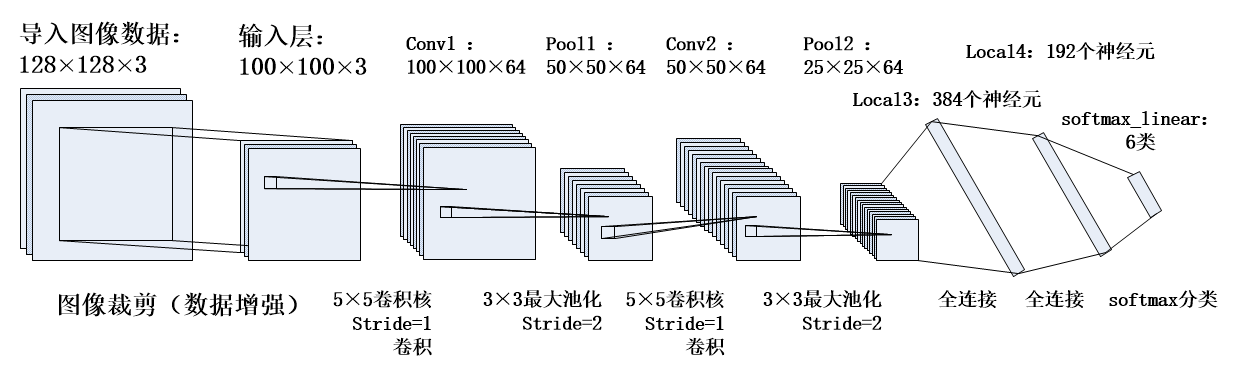 导入图像数据：
128×128×3
输入层：
100×100×3
Conv1 ：
100×100×64
Pool1 ：
50×50×64
Conv2 ：
50×50×64
Pool2 ：
25×25×64
Local4：192个神经元
Local3：384个神经元
softmax_linear：
6类
图像裁剪（数据增强）
5×5卷积核
Stride=1
卷积
3×3最大池化
Stride=2
5×5卷积核
Stride=1
卷积
3×3最大池化
Stride=2
全连接
全连接
softmax分类